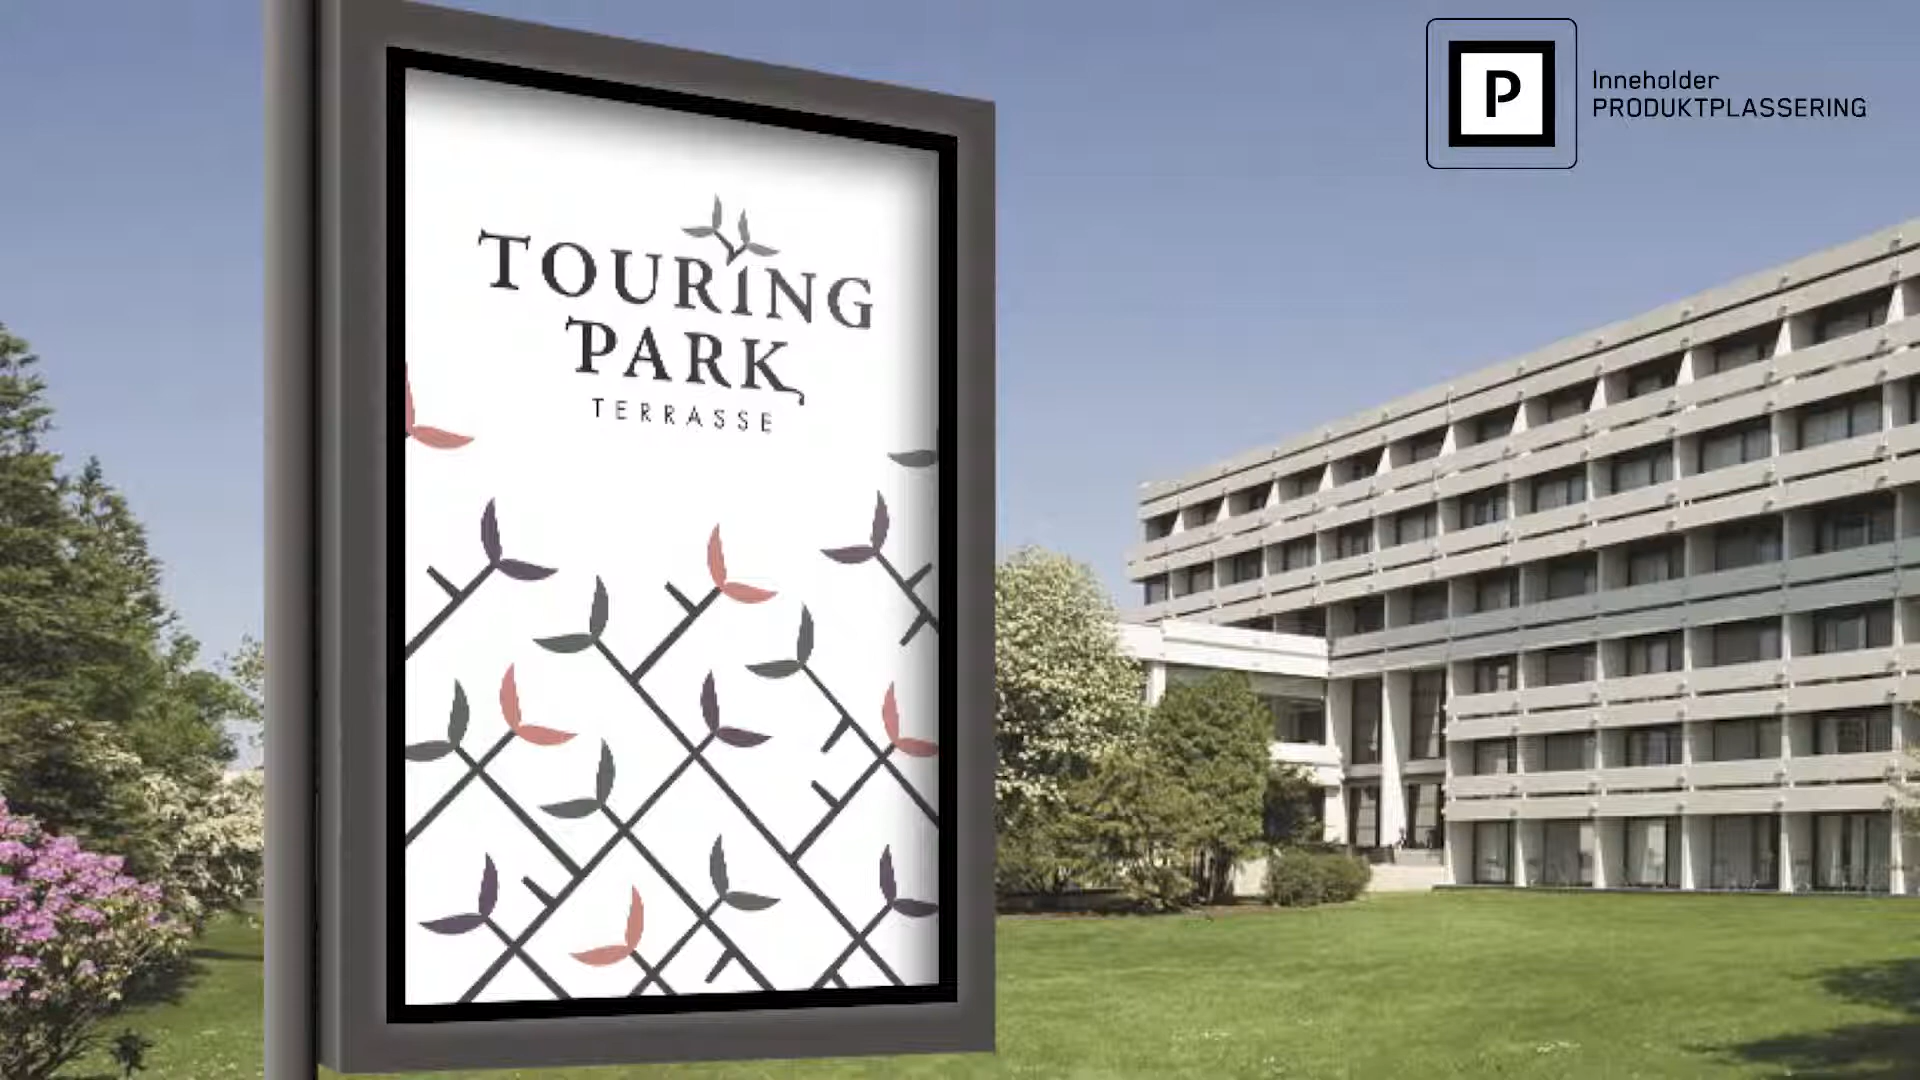 TOURING
PARK
TERRASSE
P
Inneholder
PRODUKTPLASSERING